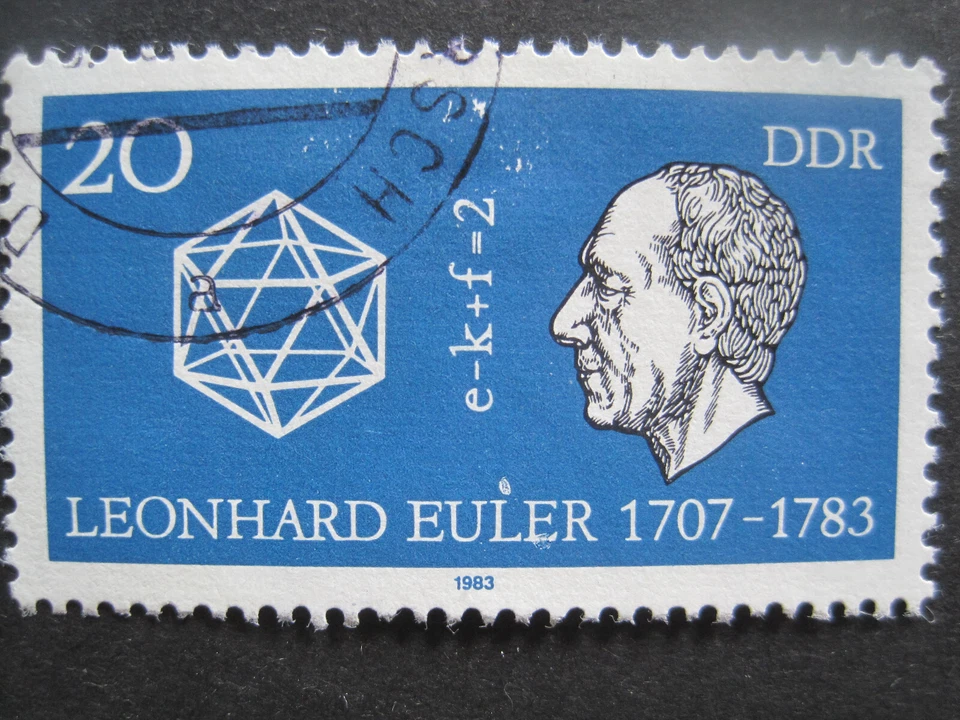 20
DDR
e-k+f=2
LEONHARD EULER 1707-1783
1983
a